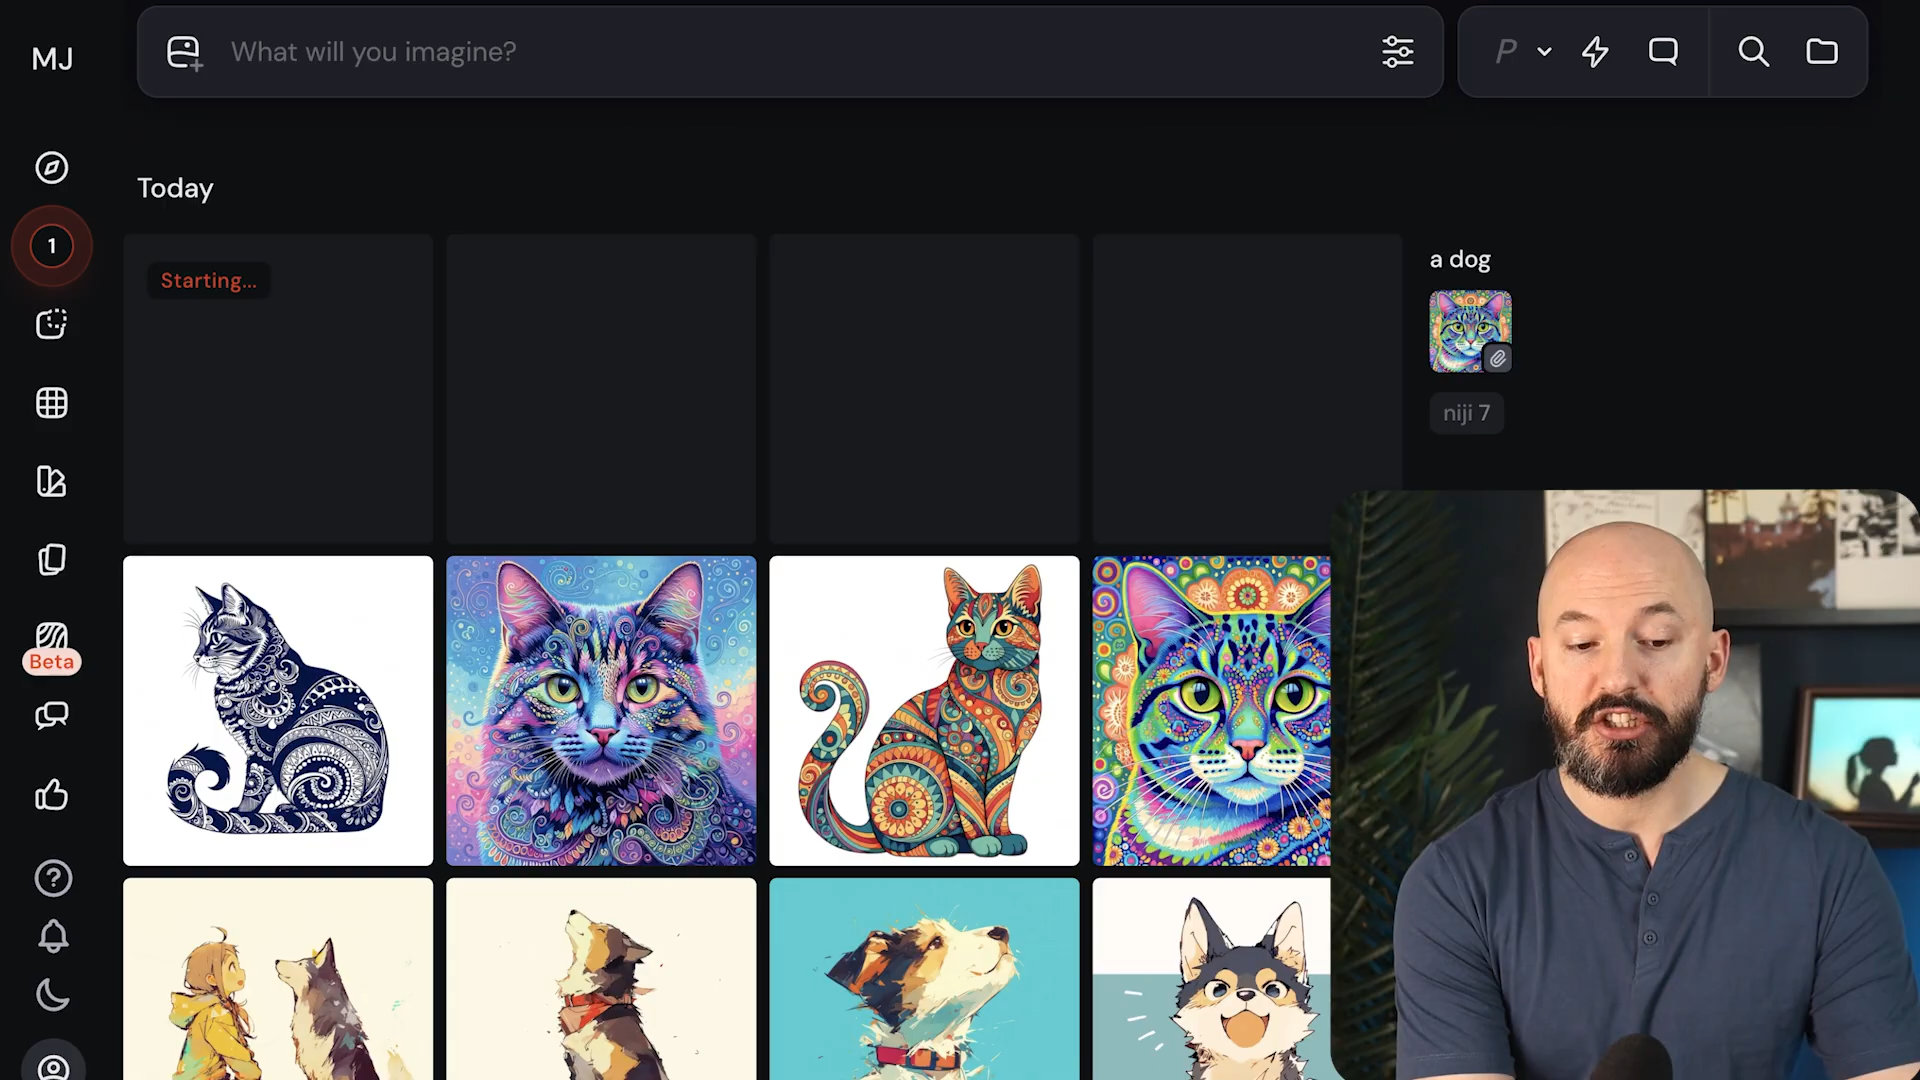 MJ
What will you imagine?
P
Today
1
Starting...
a dog
niji 7
Beta